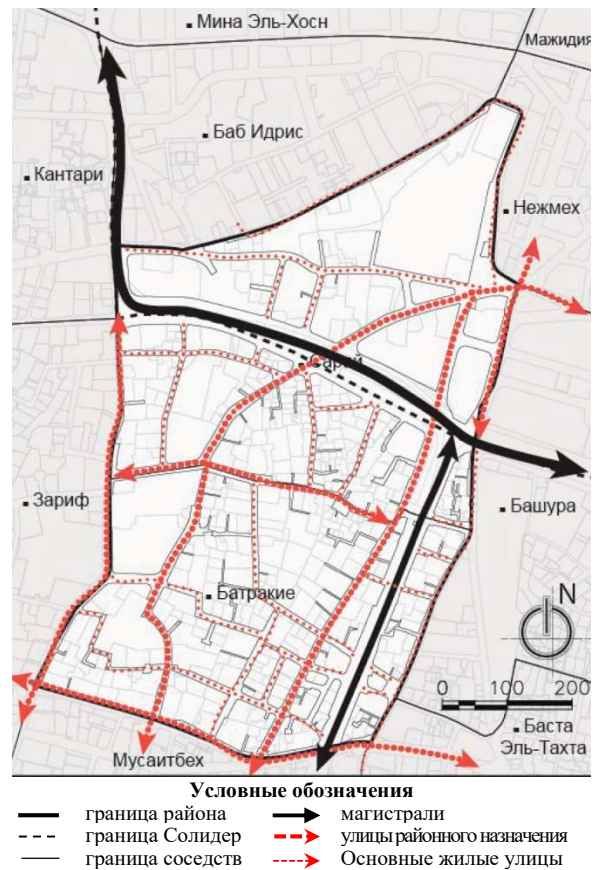 Мина Эль-Хосн
Мажидия
Баб Идрис
Кантари
Нежмех
Сарай
Зариф
Башура
Батракие
N
0 100 200
Баста
Эль-Тахта
Мусаитбех
Условные обозначения
граница района магистрали
граница Солидер улицы районного назначения
граница соседств Основные жилые улицы